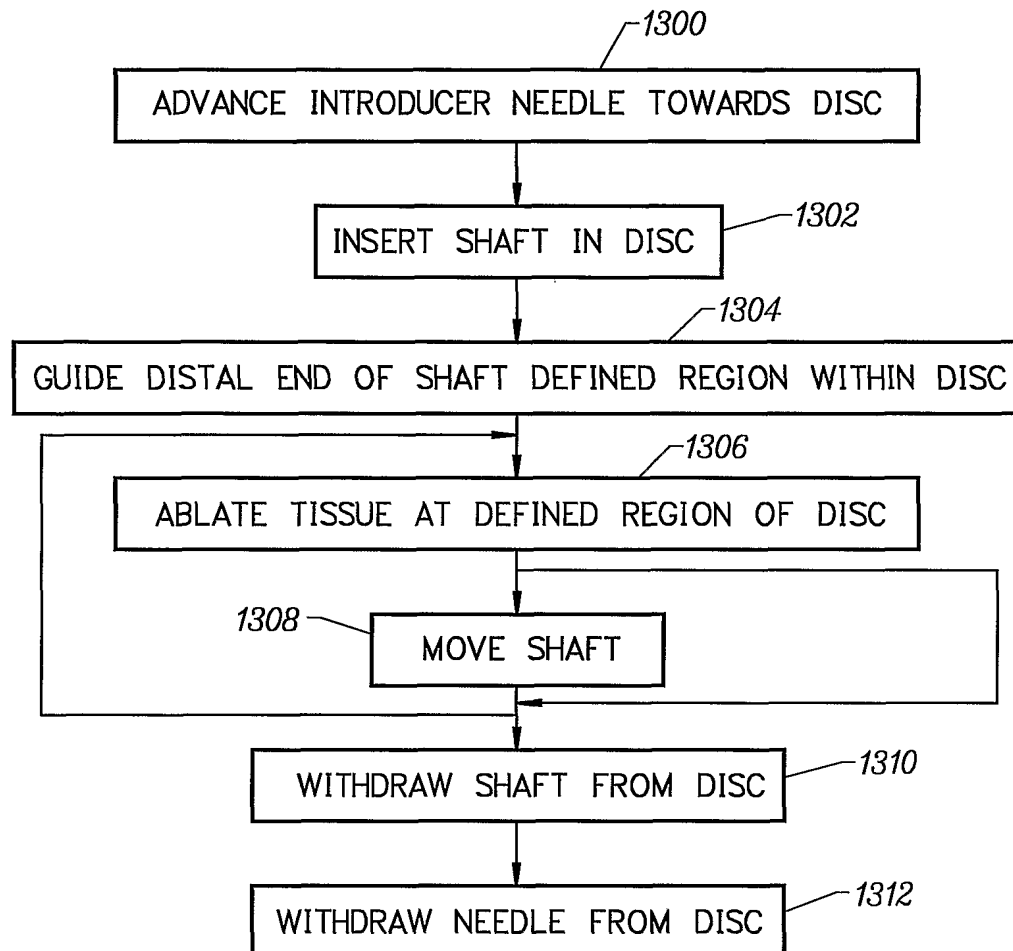 1300
ADVANCE INTRODUCER NEEDLE TOWARDS DISC
1302
INSERT SHAFT IN DISC
1304
GUIDE DISTAL END OF SHAFT DEFINED REGION WITHIN DISC
1306
ABLATE TISSUE AT DEFINED REGION OF DISC
1308
MOVE SHAFT
1310
WITHDRAW SHAFT FROM DISC
1312
WITHDRAW NEEDLE FROM DISC